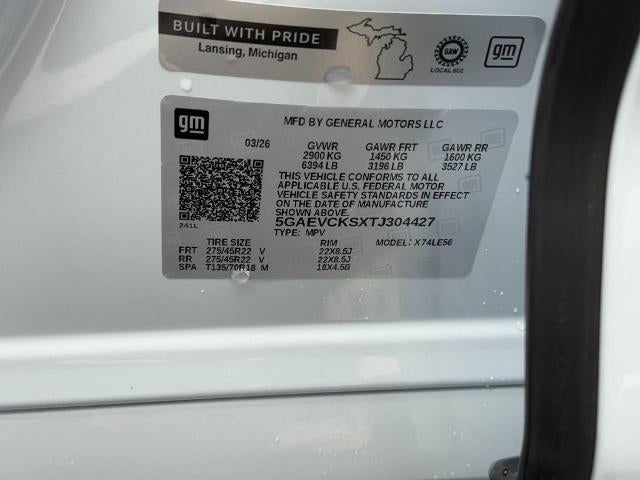 BUILT WITH PRIDE
Lansing, Michigan
UAW
LOCAL 602
gm
gm
MFD BY GENERAL MOTORS LLC
03/26 GVWR GAWR FRT GAWR RR
2900 KG 1450 KG 1600 KG
6394 LB 3196 LB 3527 LB
THIS VEHICLE CONFORMS TO ALL
APPLICABLE U.S. FEDERAL MOTOR
VEHICLE SAFETY STANDARDS IN EFFECT
ON THE DATE OF MANUFACTURE
SHOWN ABOVE.
241L 5GAEVCKSXTJ304427
TYPE: MPV MODEL: X74LE56
TIRE SIZE RIM
FRT 275/45R22 V 22X8.5J
RR 275/45R22 V 22X8.5J
SPA T135/70R18 M 18X4.5B